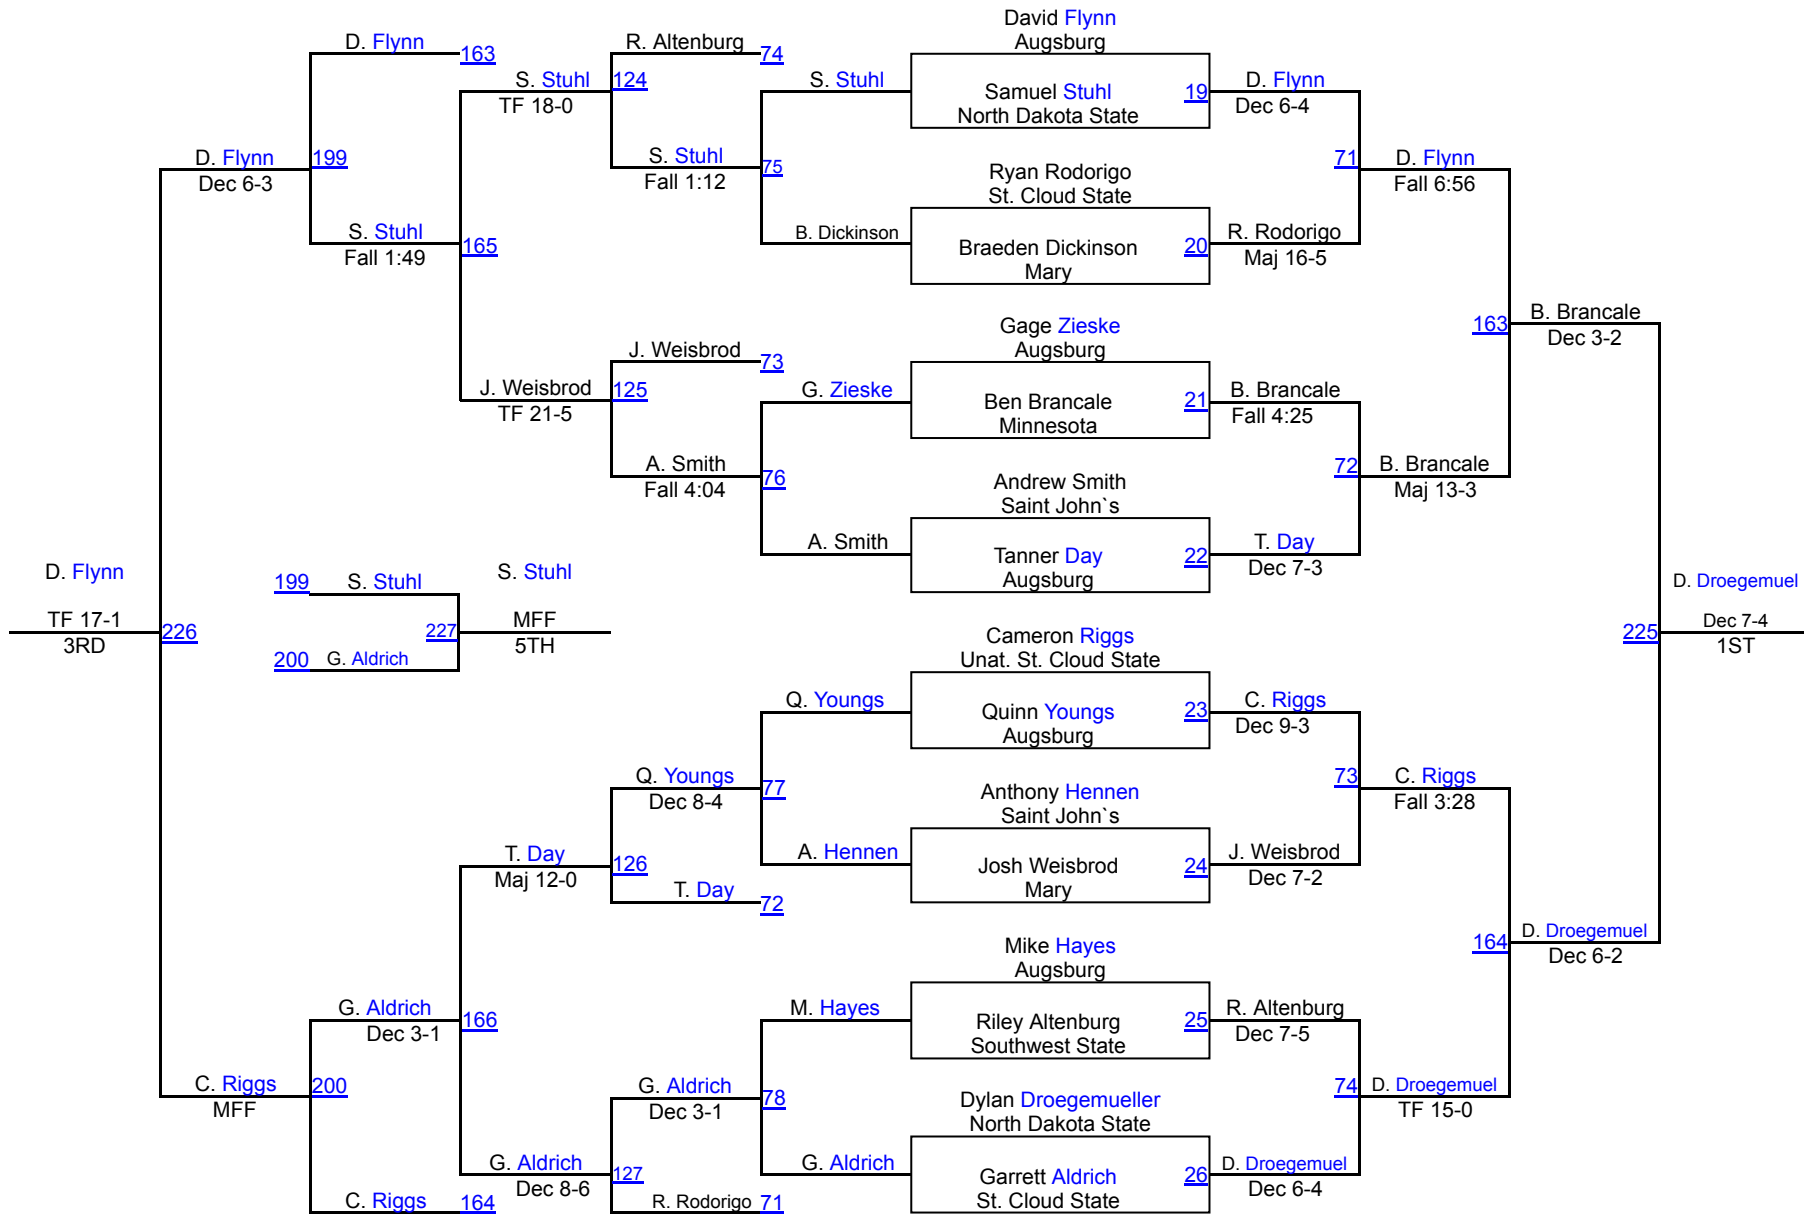 David Flynn
Augsburg
D. Flynn
163
R. Altenburg
74
S. Stuhl
TF 18-0
124
S. Stuhl
Samuel Stuhl
North Dakota State
19
D. Flynn
Dec 6-4
D. Flynn
Dec 6-3
199
S. Stuhl
Fall 1:12
75
Ryan Rodorigo
St. Cloud State
71
D. Flynn
Fall 6:56
S. Stuhl
Fall 1:49
165
B. Dickinson
Braeden Dickinson
Mary
20
R. Rodorigo
Maj 16-5
Gage Zieske
Augsburg
163
B. Brancale
Dec 3-2
J. Weisbrod
73
J. Weisbrod
TF 21-5
125
G. Zieske
Ben Brancale
Minnesota
21
B. Brancale
Fall 4:25
A. Smith
Fall 4:04
76
Andrew Smith
Saint John`s
72
B. Brancale
Maj 13-3
A. Smith
Tanner Day
Augsburg
22
T. Day
Dec 7-3
D. Flynn
TF 17-1
3RD
226
199
S. Stuhl
S. Stuhl
227
MFF
5TH
200
G. Aldrich
Cameron Riggs
Unat. St. Cloud State
D. Droegemuel
225
Dec 7-4
1ST
Q. Youngs
Quinn Youngs
Augsburg
23
C. Riggs
Dec 9-3
Q. Youngs
Dec 8-4
77
Anthony Hennen
Saint John`s
73
C. Riggs
Fall 3:28
T. Day
Maj 12-0
126
A. Hennen
Josh Weisbrod
Mary
24
J. Weisbrod
Dec 7-2
T. Day
72
Mike Hayes
Augsburg
164
D. Droegemuel
Dec 6-2
G. Aldrich
Dec 3-1
166
M. Hayes
Riley Altenburg
Southwest State
25
R. Altenburg
Dec 7-5
C. Riggs
MFF
200
G. Aldrich
Dec 3-1
78
Dylan Droegemueller
North Dakota State
74
D. Droegemuel
TF 15-0
G. Aldrich
Dec 8-6
127
G. Aldrich
Garrett Aldrich
St. Cloud State
26
D. Droegemuel
Dec 6-4
C. Riggs
164
R. Rodorigo
71